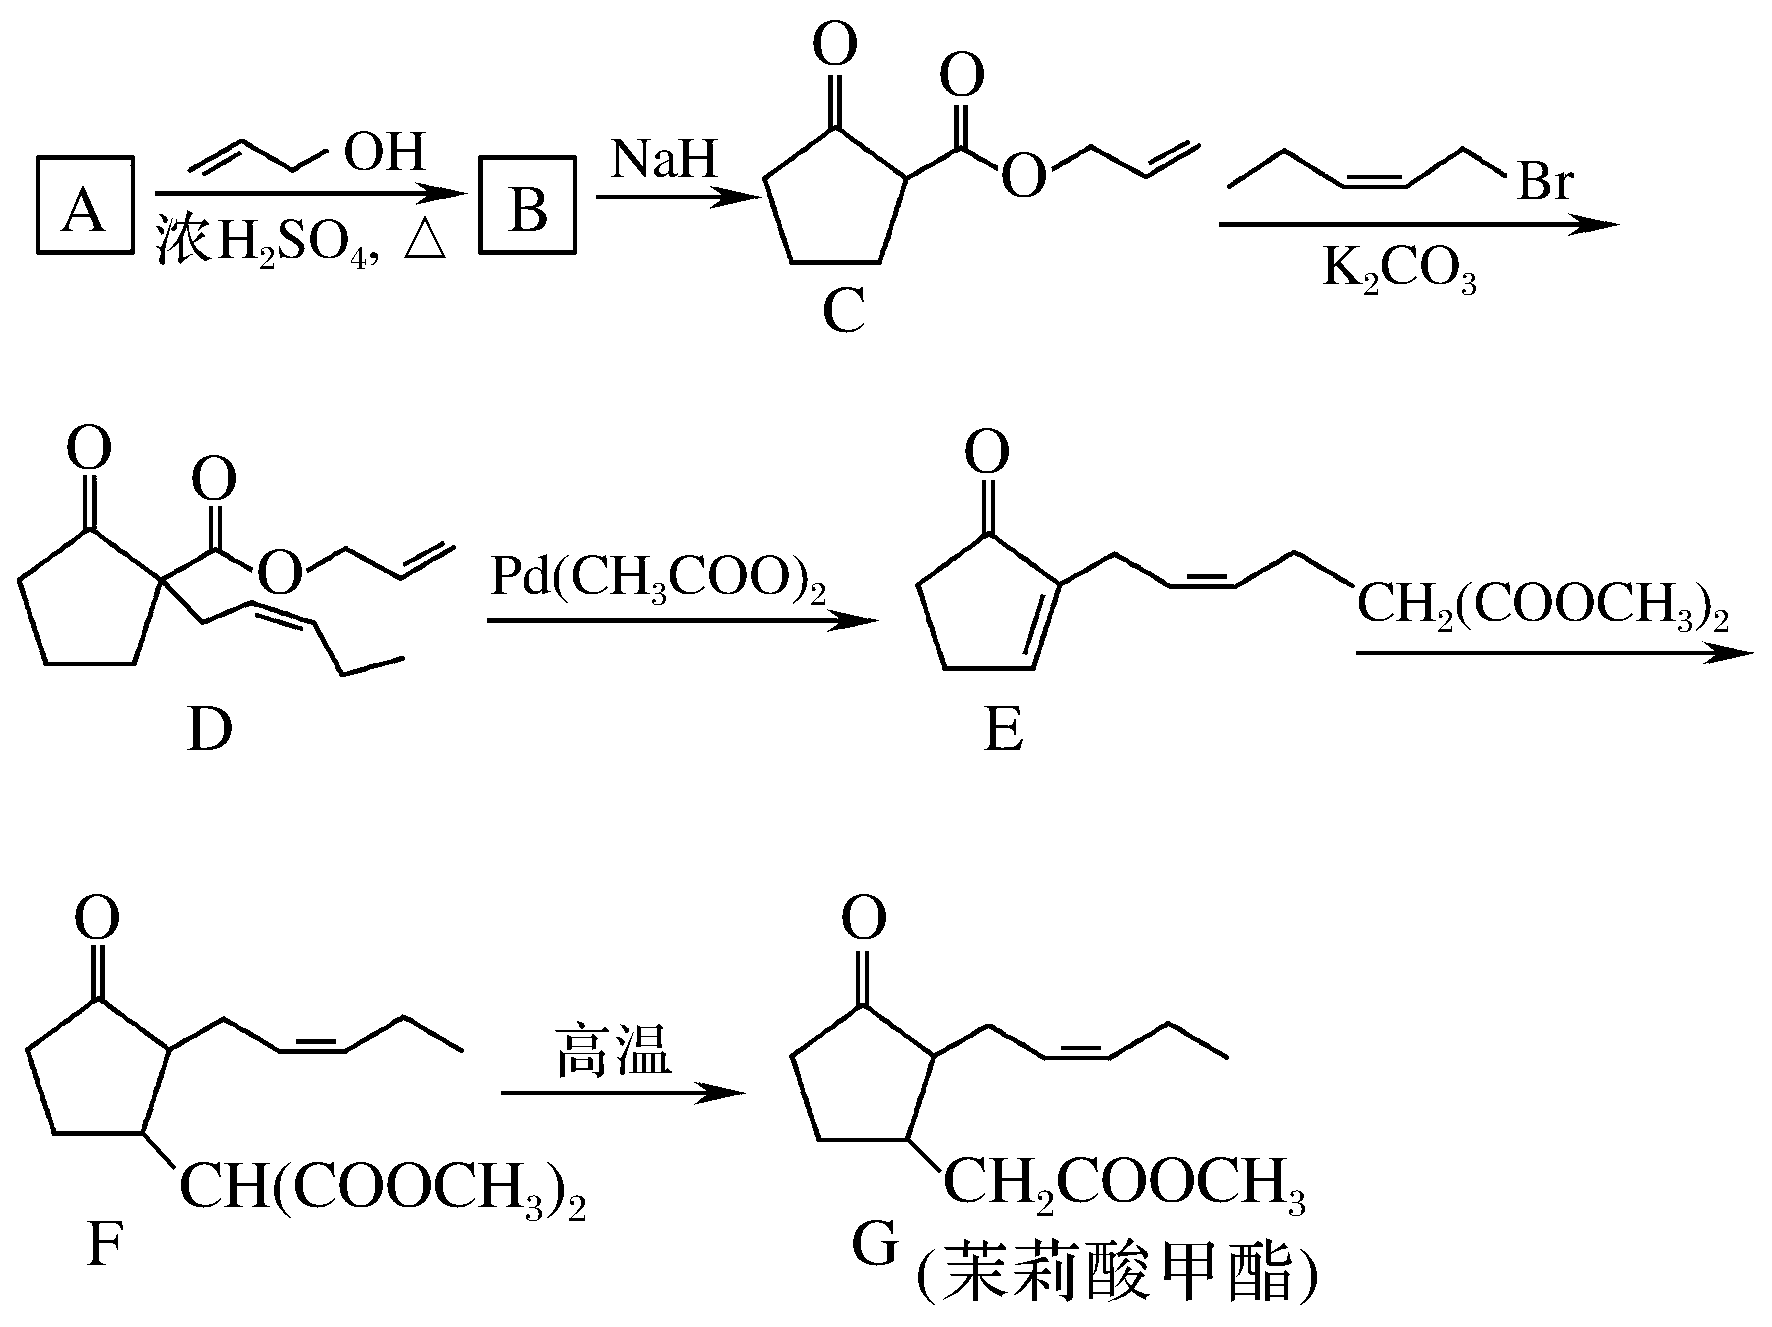 O
O
A
OH
浓H₂SO₄, △
B
NaH
O
Br
K₂CO₃
C
O
O
O
Pd(CH₃COO)₂
O
CH₂(COOCH₃)₂
D
E
O
CH(COOCH₃)₂
F
高温
O
CH₂COOCH₃
G
(茉莉酸甲酯)